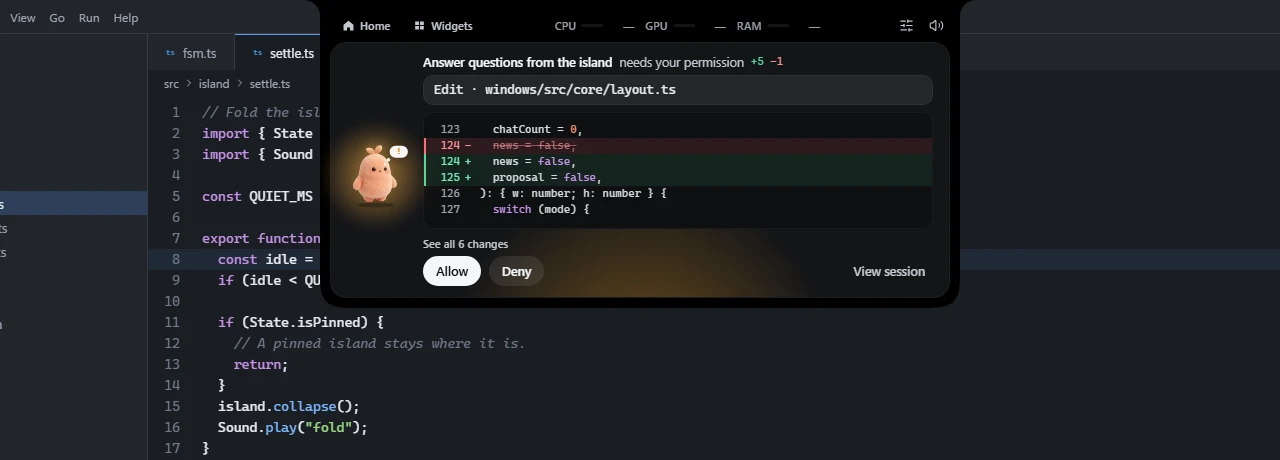 View Go Run Help
Home Widgets CPU — GPU — RAM —
fsm.ts settle.ts
src > island > settle.ts
Answer questions from the island needs your permission +5 −1
Edit · windows/src/core/layout.ts
123 chatCount = 0,
124 − news = false,
124 + news = false,
125 + proposal = false,
126 ): { w: number; h: number } {
127 switch (mode) {
See all 6 changes
Allow Deny View session
1 // Fold the isl
2 import { State
3 import { Sound
4
5 const QUIET_MS
6
7 export function
8 const idle =
9 if (idle < QU
10
11 if (State.isPinned) {
12 // A pinned island stays where it is.
13 return;
14 }
15 island.collapse();
16 Sound.play("fold");
17 }